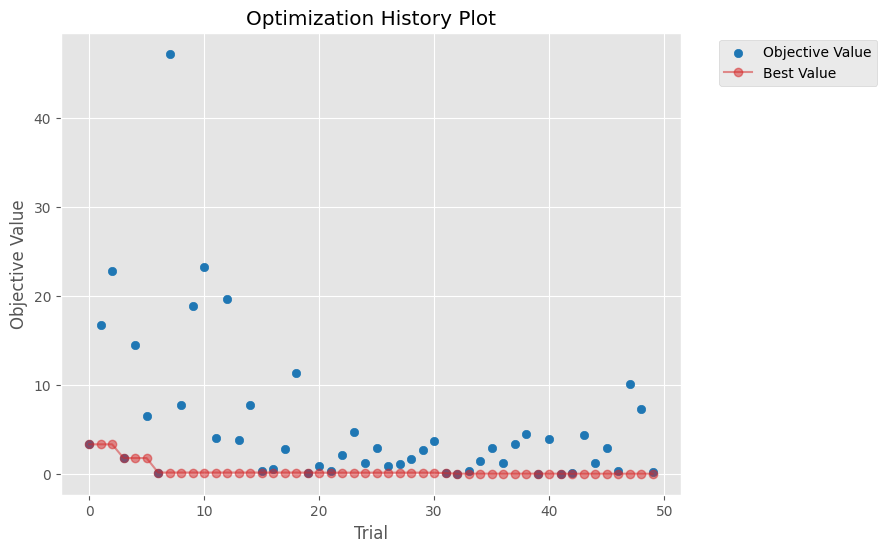 Optimization History Plot
Objective Value
Best Value
Objective Value
40
30
20
10
0
0 10 20 30 40 50
Trial